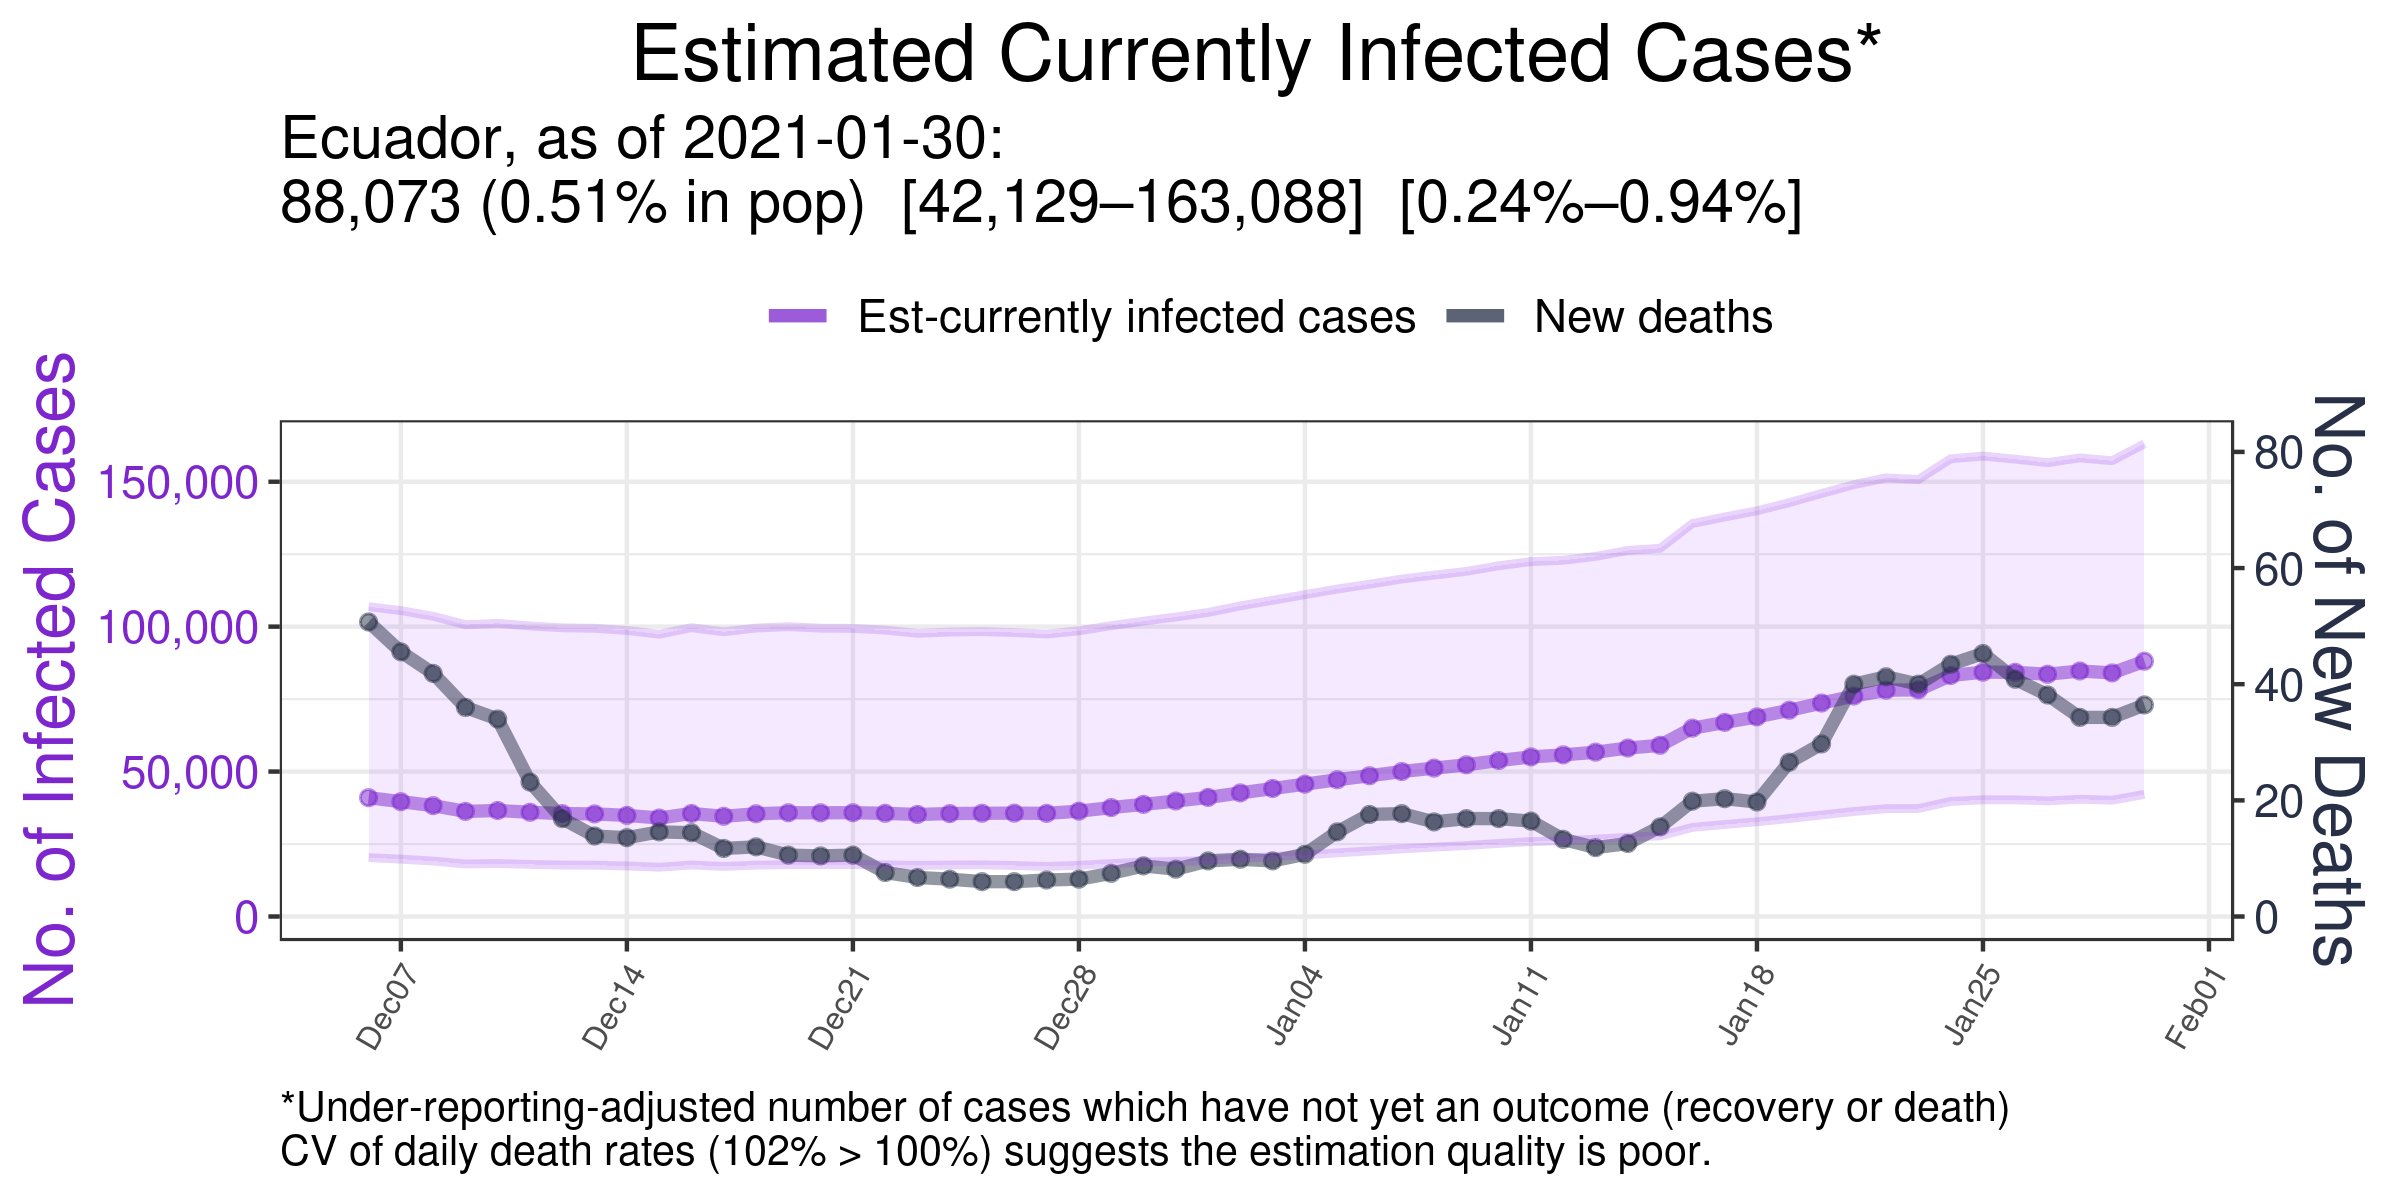 Estimated Currently Infected Cases*
Ecuador, as of 2021-01-30:
88,073 (0.51% in pop)  [42,129–163,088]  [0.24%–0.94%]
Est-currently infected cases
New deaths
No. of Infected Cases
150,000
100,000
50,000
0
No. of New Deaths
80
60
40
20
0
Dec07
Dec14
Dec21
Dec28
Jan04
Jan11
Jan18
Jan25
Feb01
*Under-reporting-adjusted number of cases which have not yet an outcome (recovery or death)
CV of daily death rates (102% > 100%) suggests the estimation quality is poor.